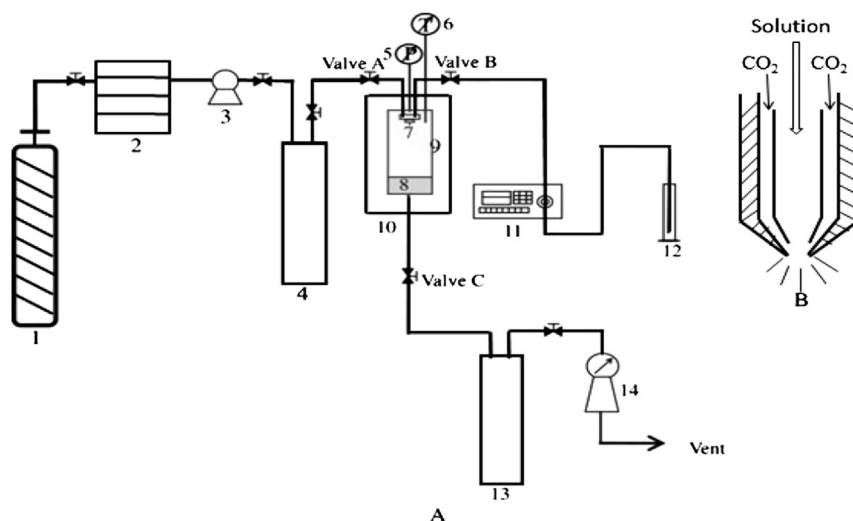 T
6
5
P
Valve A
Valve B
7
9
8
10
1
2
3
4
11
12
Valve C
13
14
Vent
A
Solution
CO₂
CO₂
B